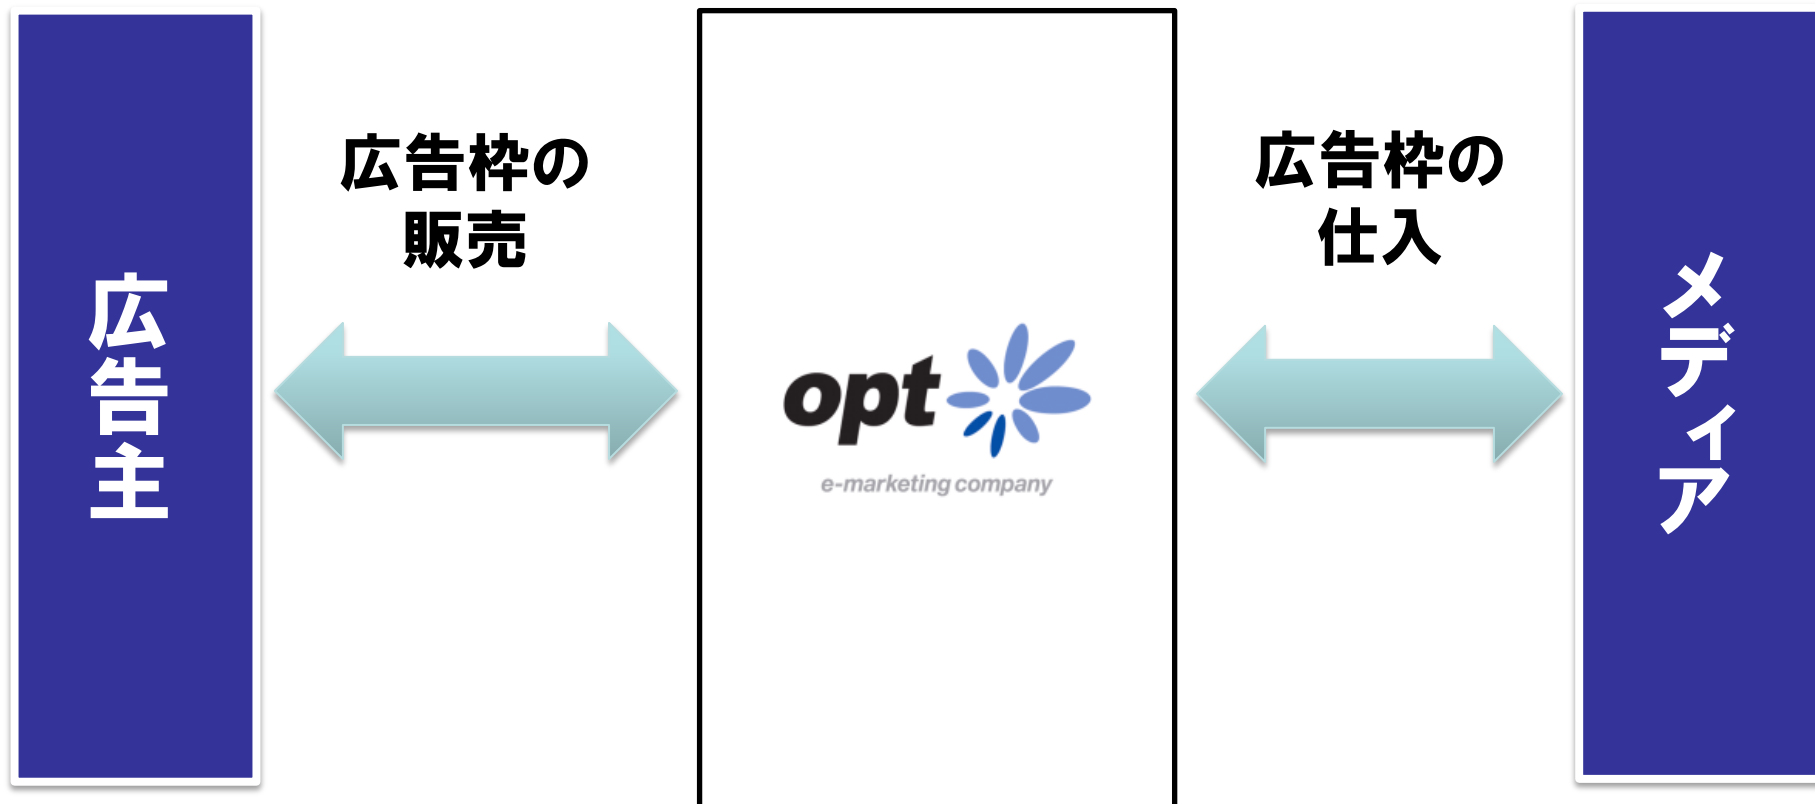 広告主
広告枠の
販売
opt
e-marketing company
広告枠の
仕入
メディア